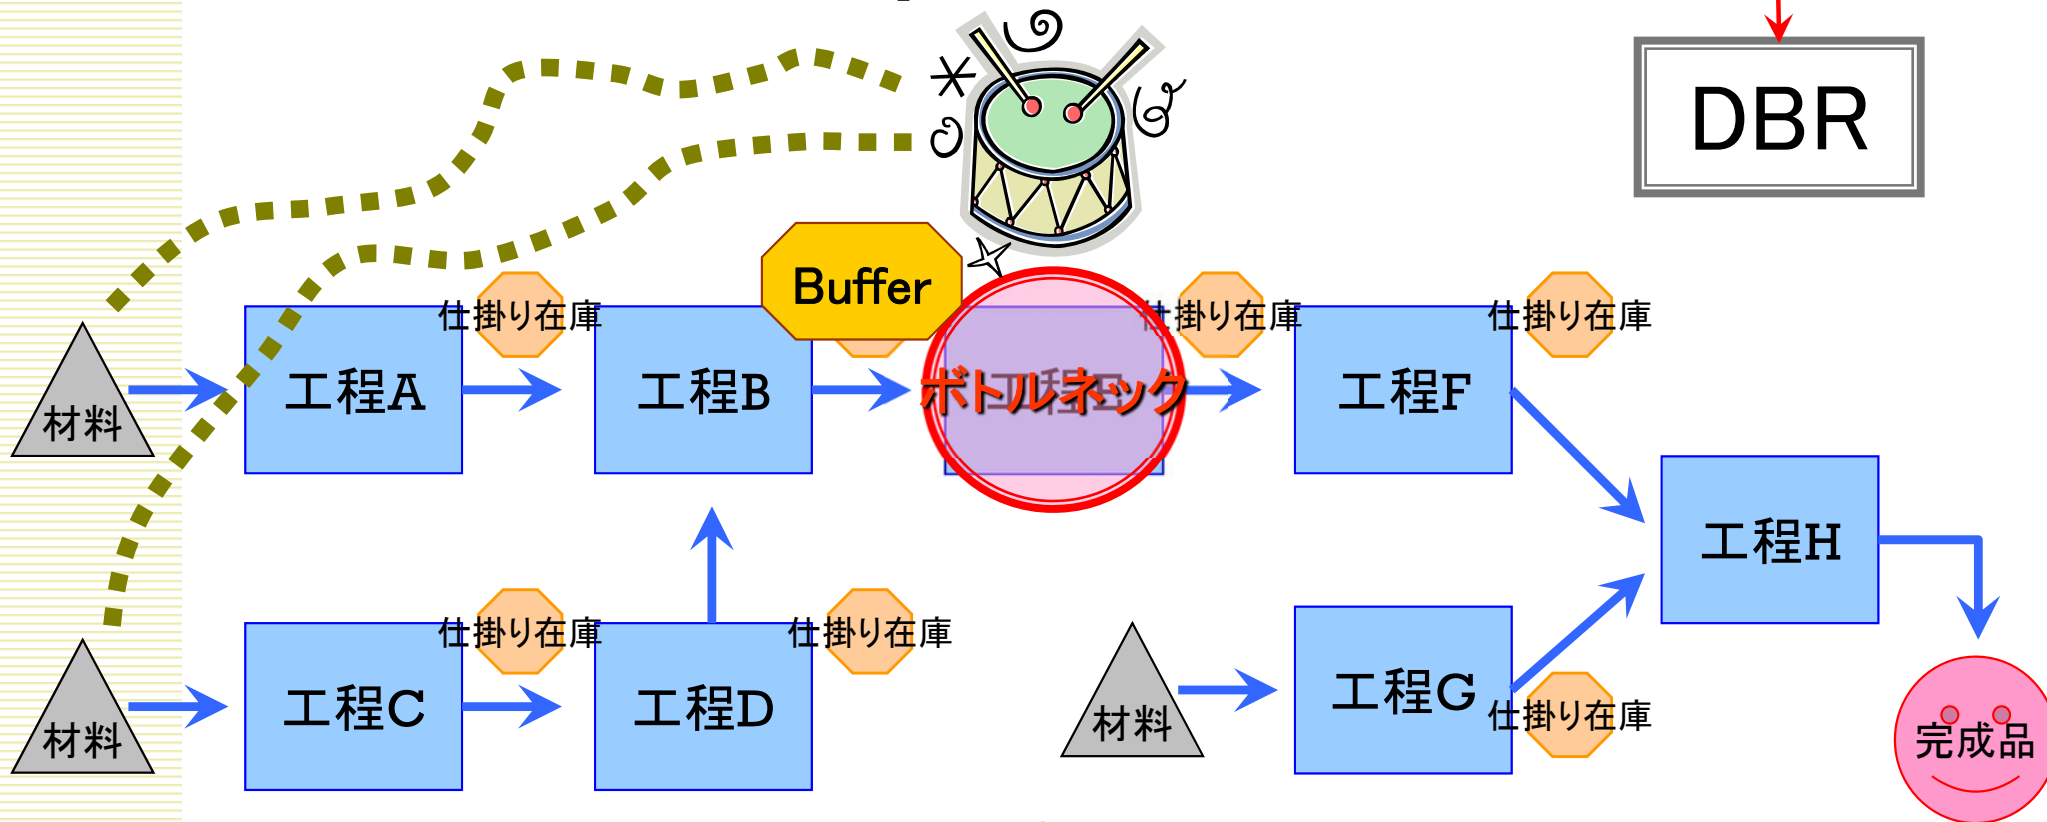 DBR
Buffer
仕掛り在庫
仕掛り在庫
仕掛り在庫
材料
工程A
工程B
ボトルネック
工程E
工程F
工程H
仕掛り在庫
仕掛り在庫
材料
工程C
工程D
材料
工程G
仕掛り在庫
完成品